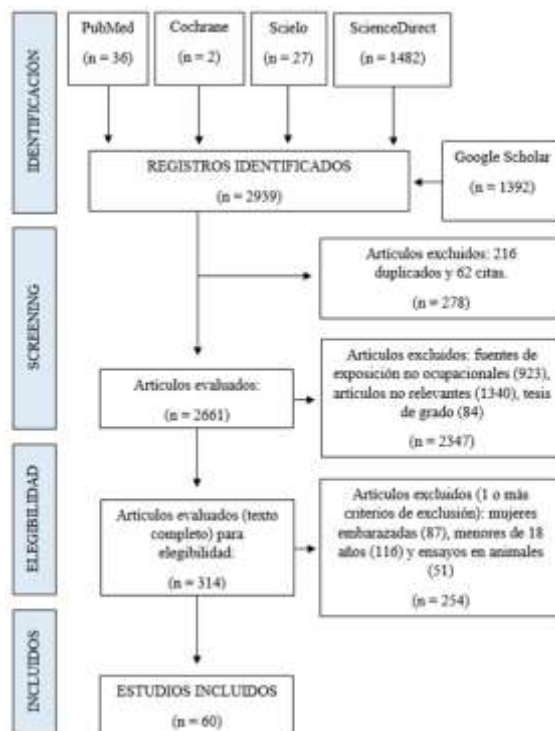 IDENTIFICACIÓN
PubMed
(n = 36)
Cochrane
(n = 2)
Scielo
(n = 27)
ScienceDirect
(n = 1482)
REGISTROS IDENTIFICADOS
(n = 2939)
Google Scholar
(n = 1392)
SCREENING
Artículos excluidos: 216
duplicados y 62 citas.
(n = 278)
Artículos evaluados:
(n = 2661)
Artículos excluidos: fuentes de
exposición no ocupacionales (923),
artículos no relevantes (1340), tesis
de grado (84)
(n = 2347)
ELEGIBILIDAD
Artículos evaluados (texto
completo) para
elegibilidad:
(n = 314)
Artículos excluidos (1 o más
criterios de exclusión): mujeres
embarazadas (87), menores de 18
años (116) y ensayos en animales
(51)
(n = 254)
INCLUIDOS
ESTUDIOS INCLUIDOS
(n = 60)